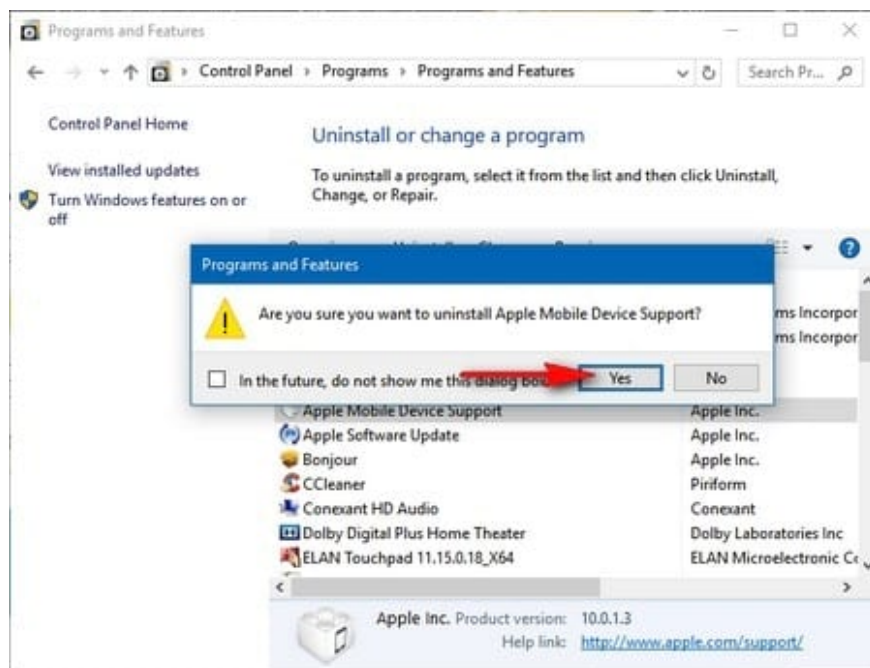 Programs and Features
Control Panel › Programs › Programs and Features
Search Pr...
Control Panel Home
View installed updates
Turn Windows features on or
off
Uninstall or change a program
To uninstall a program, select it from the list and then click Uninstall,
Change, or Repair.
Programs and Features
Are you sure you want to uninstall Apple Mobile Device Support?
In the future, do not show me this dialog box
Yes
No
ms Incorpor
ms Incorpor
Apple Mobile Device Support Apple Inc.
Apple Software Update Apple Inc.
Bonjour Apple Inc.
CCleaner Piriform
Conexant HD Audio Conexant
Dolby Digital Plus Home Theater Dolby Laboratories Inc
ELAN Touchpad 11.15.0.18_X64 ELAN Microelectronic Cc
Apple Inc. Product version: 10.0.1.3
Help link: http://www.apple.com/support/